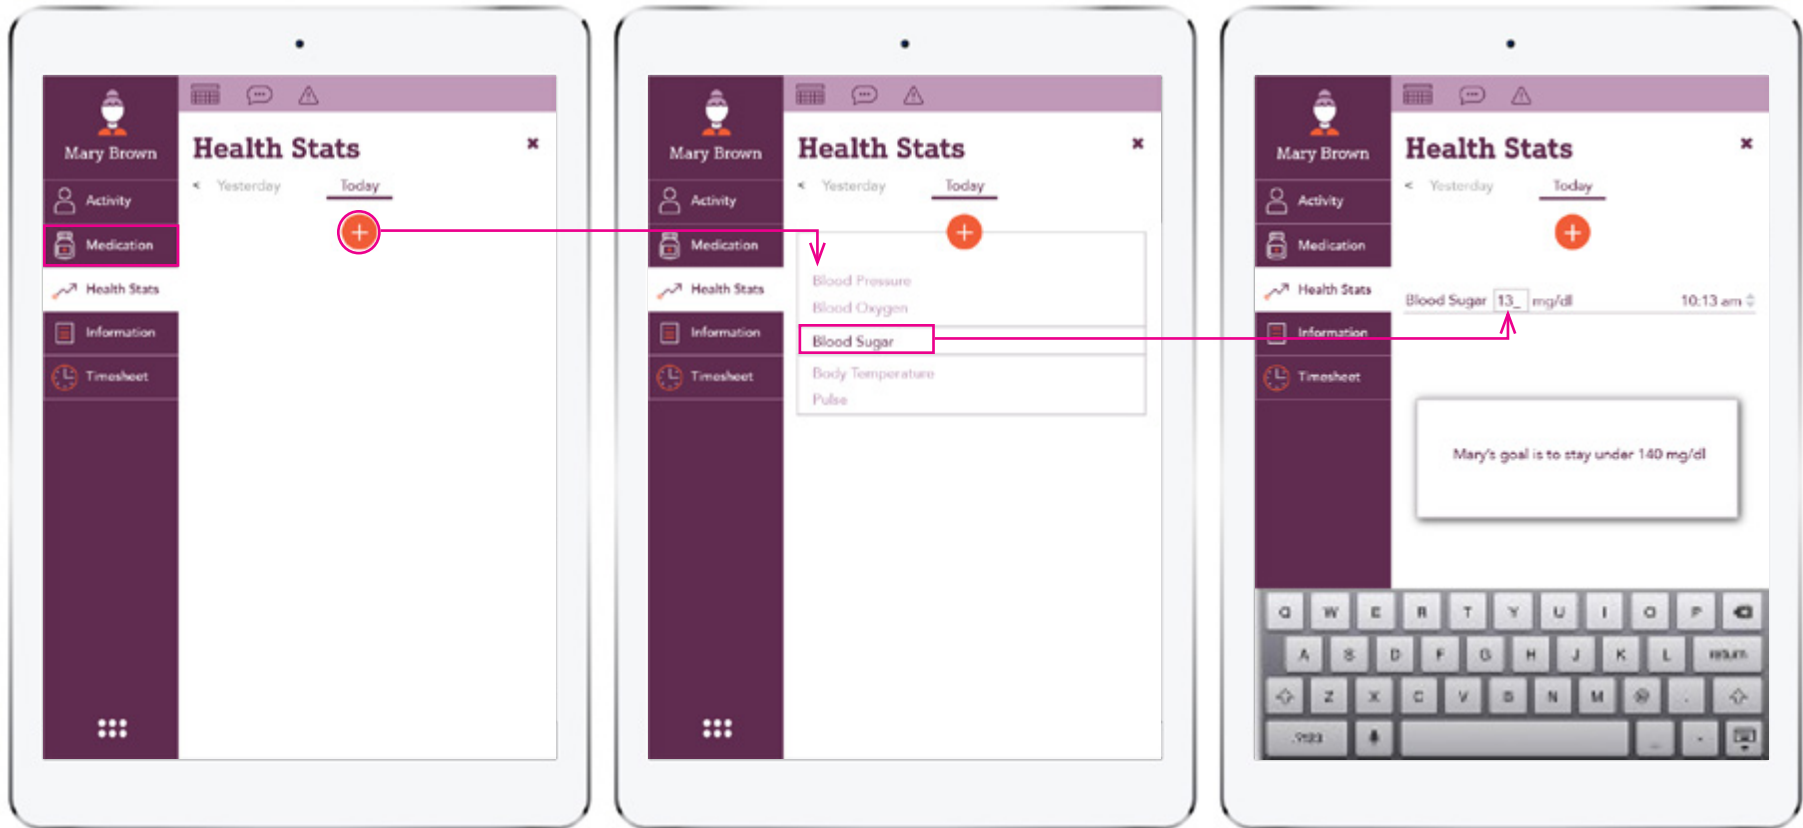 Mary Brown
Activity
Medication
Health Stats
Information
Timesheet
Health Stats
< Yesterday Today
Mary Brown
Activity
Medication
Health Stats
Information
Timesheet
Health Stats
< Yesterday Today
Blood Pressure
Blood Oxygen
Blood Sugar
Body Temperature
Pulse
Mary Brown
Activity
Medication
Health Stats
Information
Timesheet
Health Stats
< Yesterday Today
Blood Sugar 13_ mg/dl 10:13 am
Mary's goal is to stay under 140 mg/dl
Q W E R T Y U I O P
A S D F G H J K L return
Z X C V B N M @ .
.?123 _ -